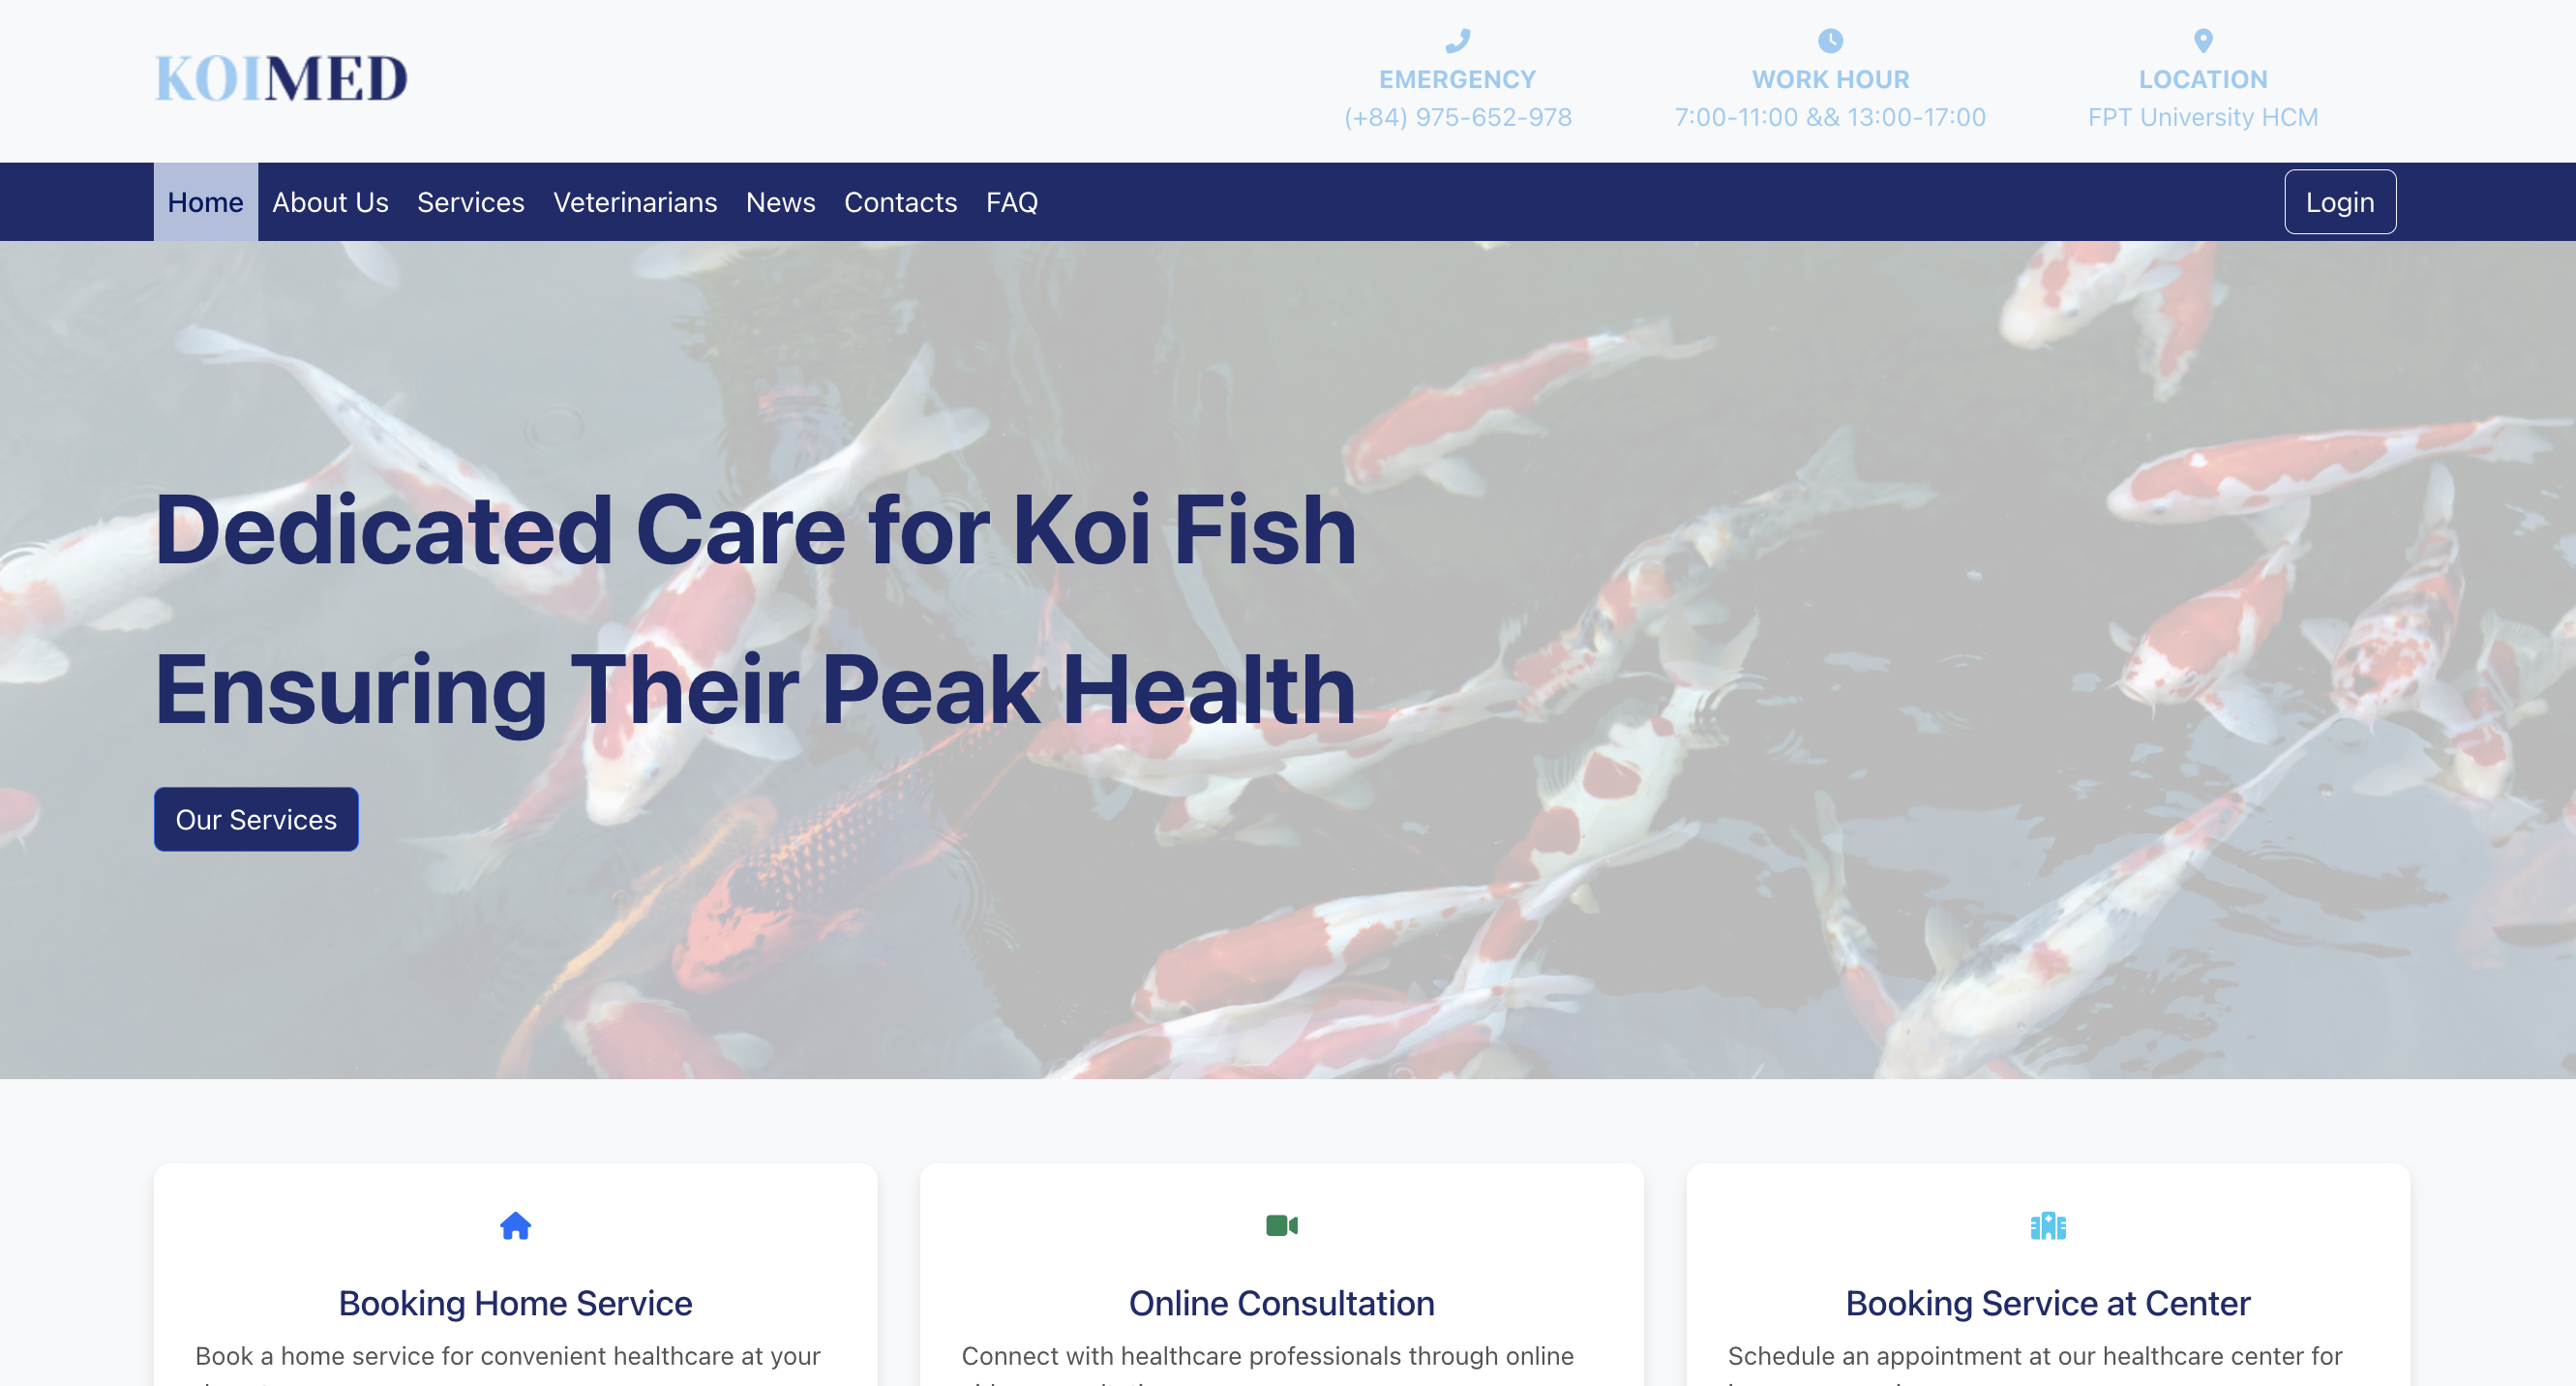 KOIMED
EMERGENCY
(+84) 975-652-978
WORK HOUR
7:00-11:00 && 13:00-17:00
LOCATION
FPT University HCM
Home About Us Services Veterinarians News Contacts FAQ Login
Dedicated Care for Koi Fish
Ensuring Their Peak Health
Our Services
Booking Home Service
Book a home service for convenient healthcare at your
Online Consultation
Connect with healthcare professionals through online
Booking Service at Center
Schedule an appointment at our healthcare center for